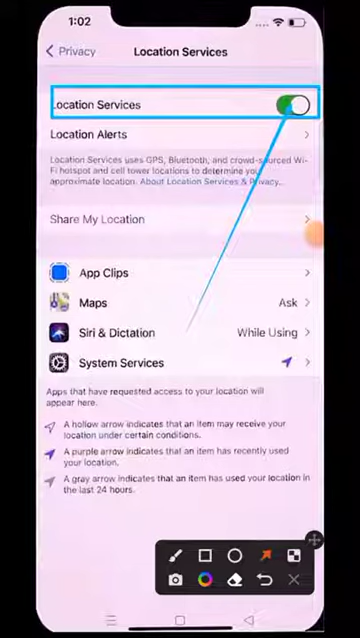 1:02
Privacy
Location Services
Location Services
Location Alerts
Location Services uses GPS, Bluetooth, and crowd-sourced Wi-
Fi hotspot and cell tower locations to determine your
approximate location. About Location Services & Privacy...
Share My Location
App Clips
Maps Ask
Siri & Dictation While Using
System Services
Apps that have requested access to your location will
appear here.
A hollow arrow indicates that an item may receive your
location under certain conditions.
A purple arrow indicates that an item has recently used
your location.
A gray arrow indicates that an item has used your location in
the last 24 hours.